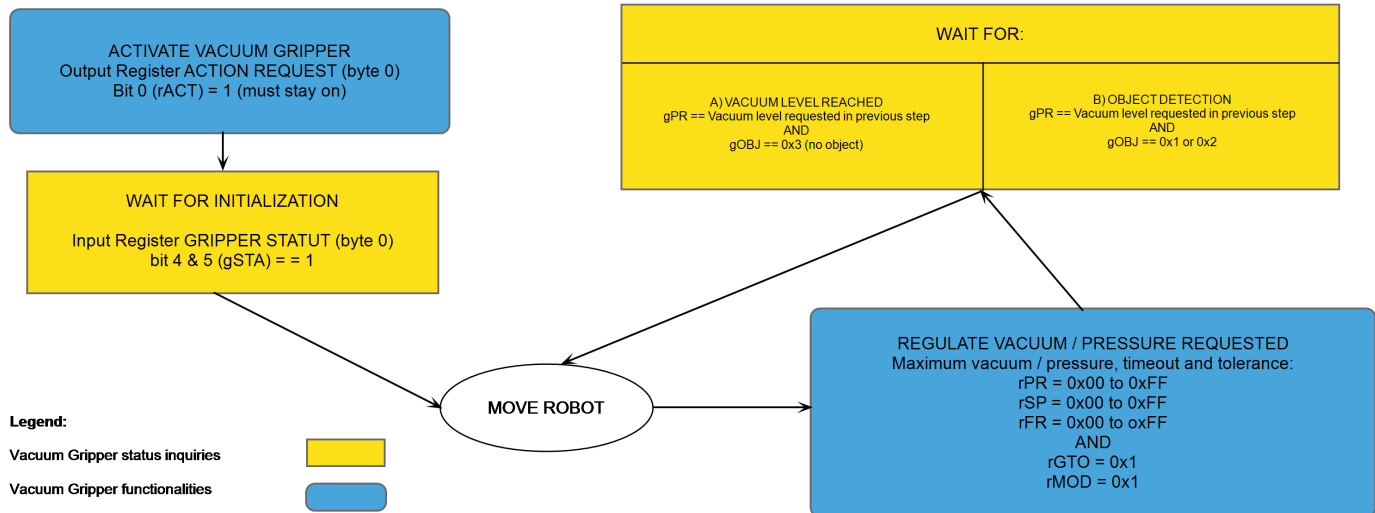 ACTIVATE VACUUM GRIPPER
Output Register ACTION REQUEST (byte 0)
Bit 0 (rACT) = 1 (must stay on)
WAIT FOR INITIALIZATION
Input Register GRIPPER STATUT (byte 0)
bit 4 & 5 (gSTA) = = 1
WAIT FOR:
A) VACUUM LEVEL REACHED
gPR == Vacuum level requested in previous step
AND
gOBJ == 0x3 (no object)
B) OBJECT DETECTION
gPR == Vacuum level requested in previous step
AND
gOBJ == 0x1 or 0x2
MOVE ROBOT
REGULATE VACUUM / PRESSURE REQUESTED
Maximum vacuum / pressure, timeout and tolerance:
rPR = 0x00 to 0xFF
rSP = 0x00 to 0xFF
rFR = 0x00 to oxFF
AND
rGTO = 0x1
rMOD = 0x1
Legend:
Vacuum Gripper status inquiries
Vacuum Gripper functionalities